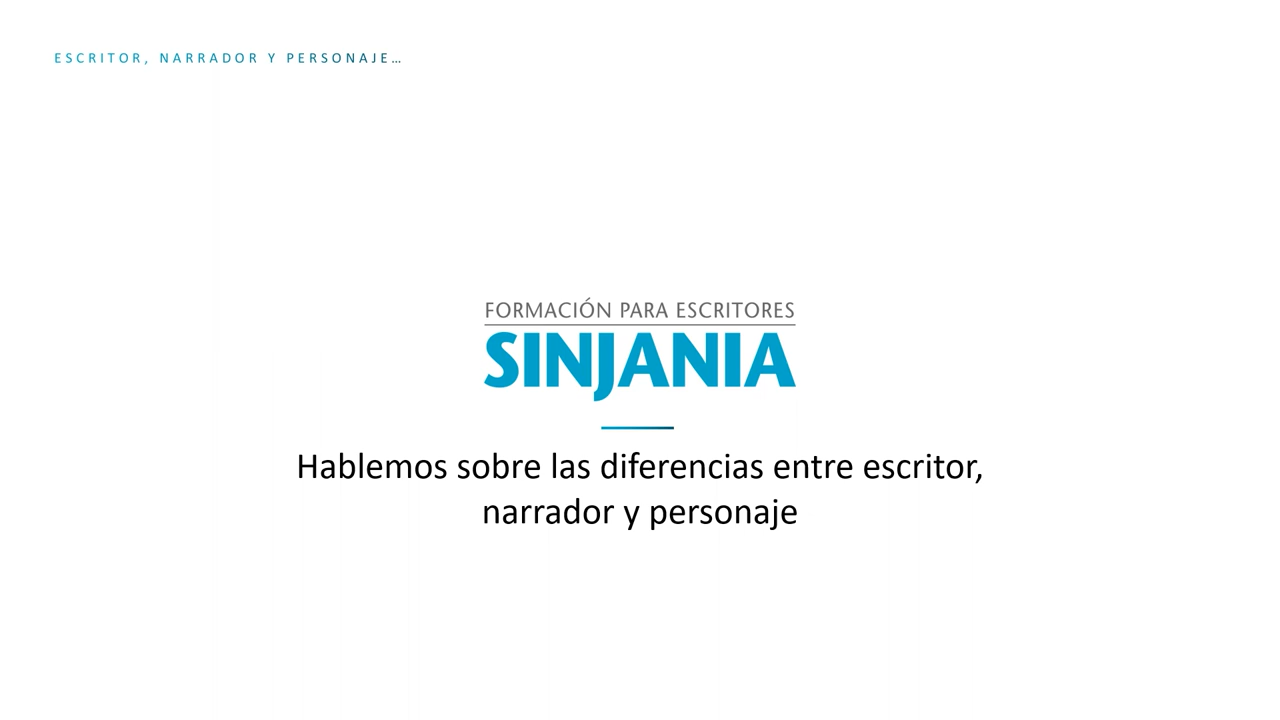 ESCRITOR, NARRADOR Y PERSONAJE…
FORMACIÓN PARA ESCRITORES
SINJANIA
Hablemos sobre las diferencias entre escritor,
narrador y personaje